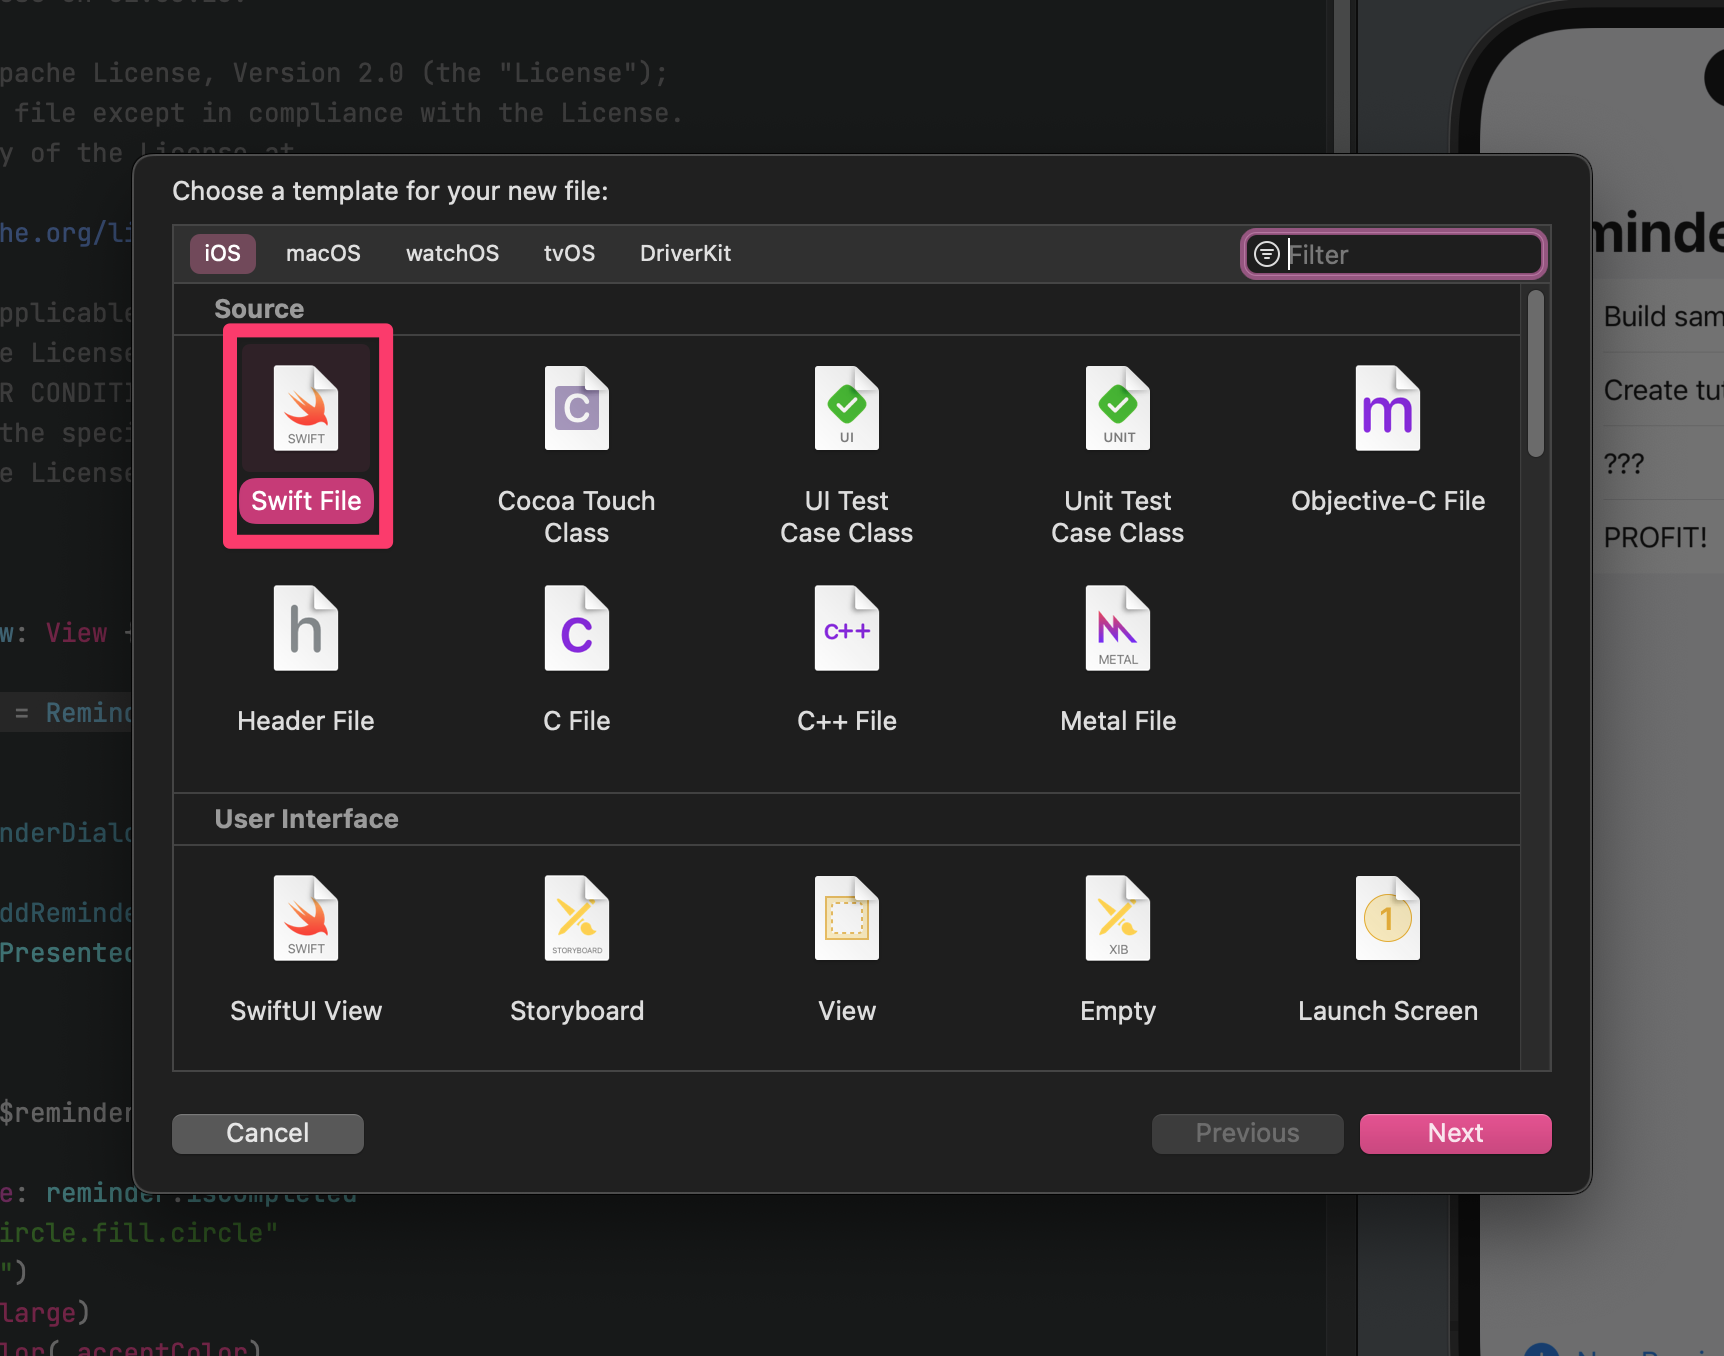 pache License, Version 2.0 (the "License");
file except in compliance with the License.
y of the License at
he.org/li
pplicable
e License
R CONDITI
the speci
e License
w: View {
= Remind
nderDialo
ddReminde
Presented
$reminder
e: reminder.isCompleted
ircle.fill.circle"
")
large)
lor(.accentColor)
Choose a template for your new file:
iOS
macOS
watchOS
tvOS
DriverKit
Filter
Source
SWIFT
Swift File
C
Cocoa Touch
Class
UI
UI Test
Case Class
UNIT
Unit Test
Case Class
m
Objective-C File
h
Header File
C
C File
C++
C++ File
METAL
Metal File
User Interface
SWIFT
SwiftUI View
STORYBOARD
Storyboard
View
XIB
Empty
1
Launch Screen
Cancel
Previous
Next
minde
Build sam
Create tut
???
PROFIT!